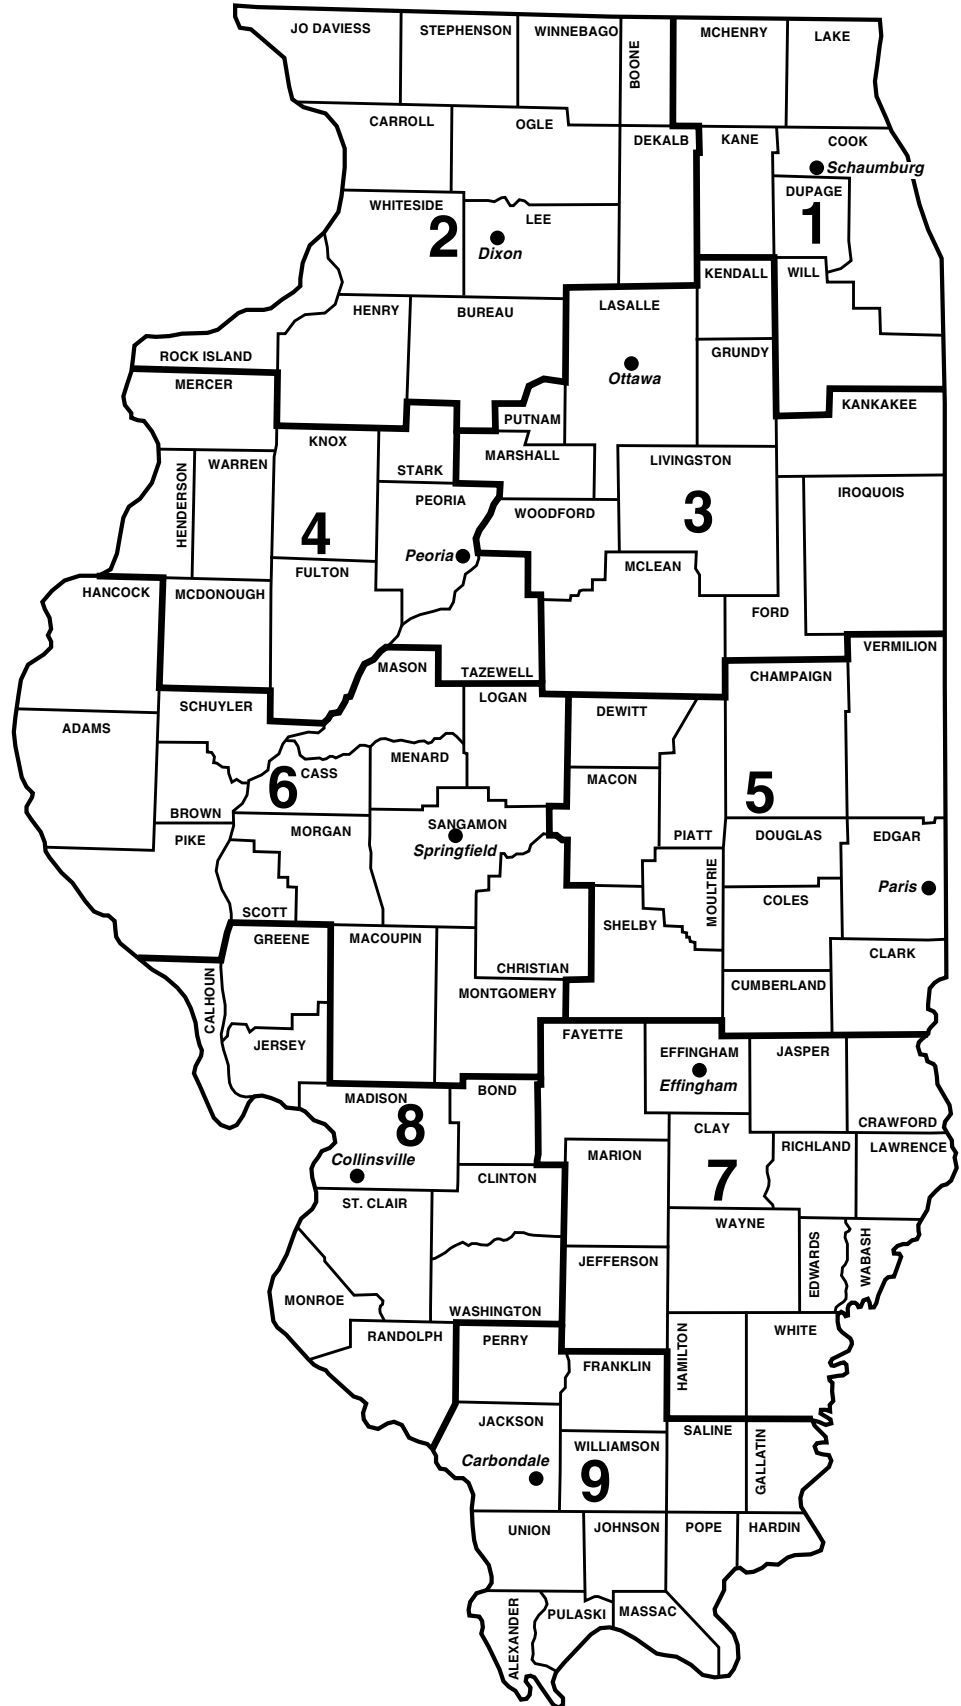 JO DAVIESS
STEPHENSON
WINNEBAGO
BOONE
MCHENRY
LAKE
CARROLL
OGLE
DEKALB
KANE
COOK
Schaumburg
DUPAGE
1
WHITESIDE
2
LEE
Dixon
KENDALL
WILL
HENRY
BUREAU
LASALLE
ROCK ISLAND
GRUNDY
Ottawa
MERCER
KANKAKEE
PUTNAM
KNOX
MARSHALL
LIVINGSTON
WARREN
STARK
HENDERSON
PEORIA
IROQUOIS
WOODFORD
3
4
Peoria
MCLEAN
FULTON
HANCOCK
MCDONOUGH
FORD
VERMILION
MASON
TAZEWELL
CHAMPAIGN
LOGAN
SCHUYLER
DEWITT
ADAMS
MENARD
CASS
6
MACON
5
BROWN
SANGAMON
MORGAN
PIKE
PIATT
DOUGLAS
EDGAR
Springfield
Paris
MOULTRIE
COLES
SCOTT
SHELBY
GREENE
MACOUPIN
CLARK
CHRISTIAN
CUMBERLAND
MONTGOMERY
CALHOUN
FAYETTE
JERSEY
EFFINGHAM
JASPER
Effingham
BOND
MADISON
8
CLAY
CRAWFORD
RICHLAND
LAWRENCE
MARION
Collinsville
CLINTON
7
ST. CLAIR
WAYNE
EDWARDS
WABASH
JEFFERSON
MONROE
WASHINGTON
RANDOLPH
PERRY
HAMILTON
WHITE
FRANKLIN
JACKSON
SALINE
WILLIAMSON
GALLATIN
Carbondale
9
UNION
JOHNSON
POPE
HARDIN
ALEXANDER
PULASKI
MASSAC